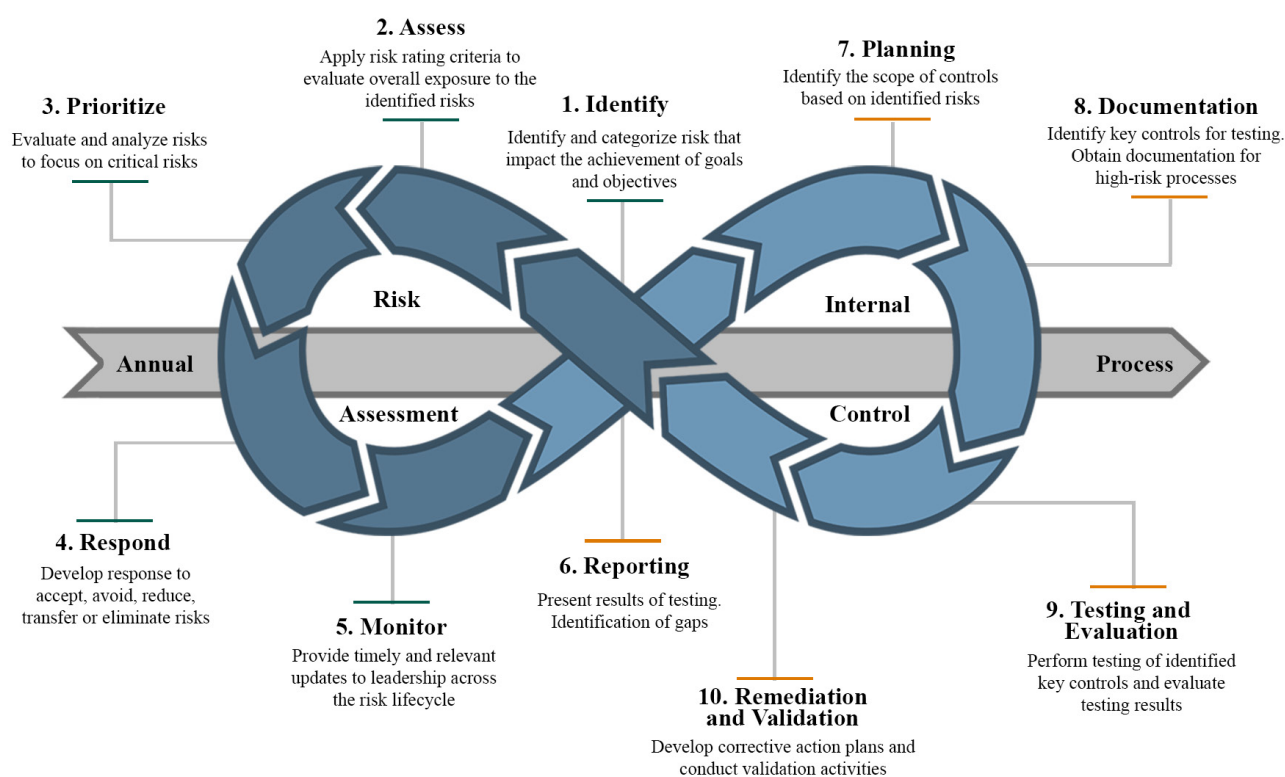 1. Identify
Identify and categorize risk that
impact the achievement of goals
and objectives
2. Assess
Apply risk rating criteria to
evaluate overall exposure to the
identified risks
3. Prioritize
Evaluate and analyze risks
to focus on critical risks
4. Respond
Develop response to
accept, avoid, reduce,
transfer or eliminate risks
5. Monitor
Provide timely and relevant
updates to leadership across
the risk lifecycle
6. Reporting
Present results of testing.
Identification of gaps
7. Planning
Identify the scope of controls
based on identified risks
8. Documentation
Identify key controls for testing.
Obtain documentation for
high-risk processes
9. Testing and
Evaluation
Perform testing of identified
key controls and evaluate
testing results
10. Remediation
and Validation
Develop corrective action plans and
conduct validation activities
Annual
Risk
Assessment
Internal
Control
Process